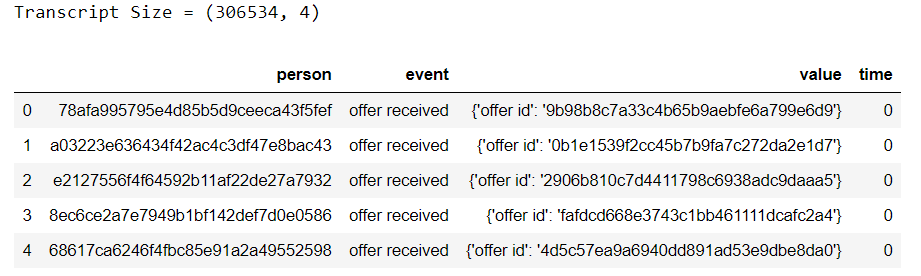 Transcript Size = (306534, 4)
person event value time
0 78afa995795e4d85b5d9ceeca43f5fef offer received {'offer id': '9b98b8c7a33c4b65b9aebfe6a799e6d9'} 0
1 a03223e636434f42ac4c3df47e8bac43 offer received {'offer id': '0b1e1539f2cc45b7b9fa7c272da2e1d7'} 0
2 e2127556f4f64592b11af22de27a7932 offer received {'offer id': '2906b810c7d4411798c6938adc9daaa5'} 0
3 8ec6ce2a7e7949b1bf142def7d0e0586 offer received {'offer id': 'fafdcd668e3743c1bb461111dcafc2a4'} 0
4 68617ca6246f4fbc85e91a2a49552598 offer received {'offer id': '4d5c57ea9a6940dd891ad53e9dbe8da0'} 0